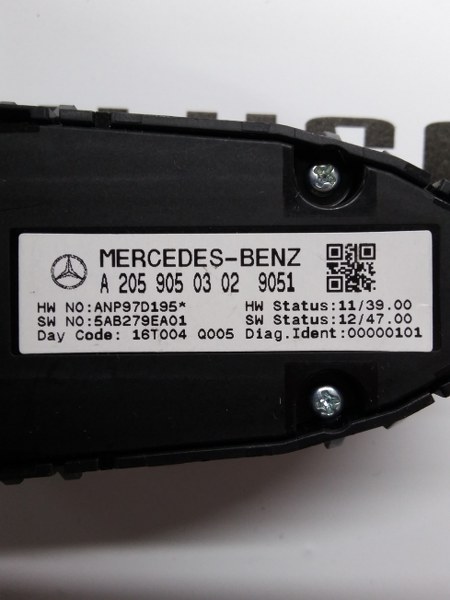 MERCEDES-BENZ
A 205 905 03 02 9051
HW NO:ANP97D195* HW Status:11/39.00
SW NO:5AB279EA01 SW Status:12/47.00
Day Code: 16T004 Q005 Diag.Ident:00000101